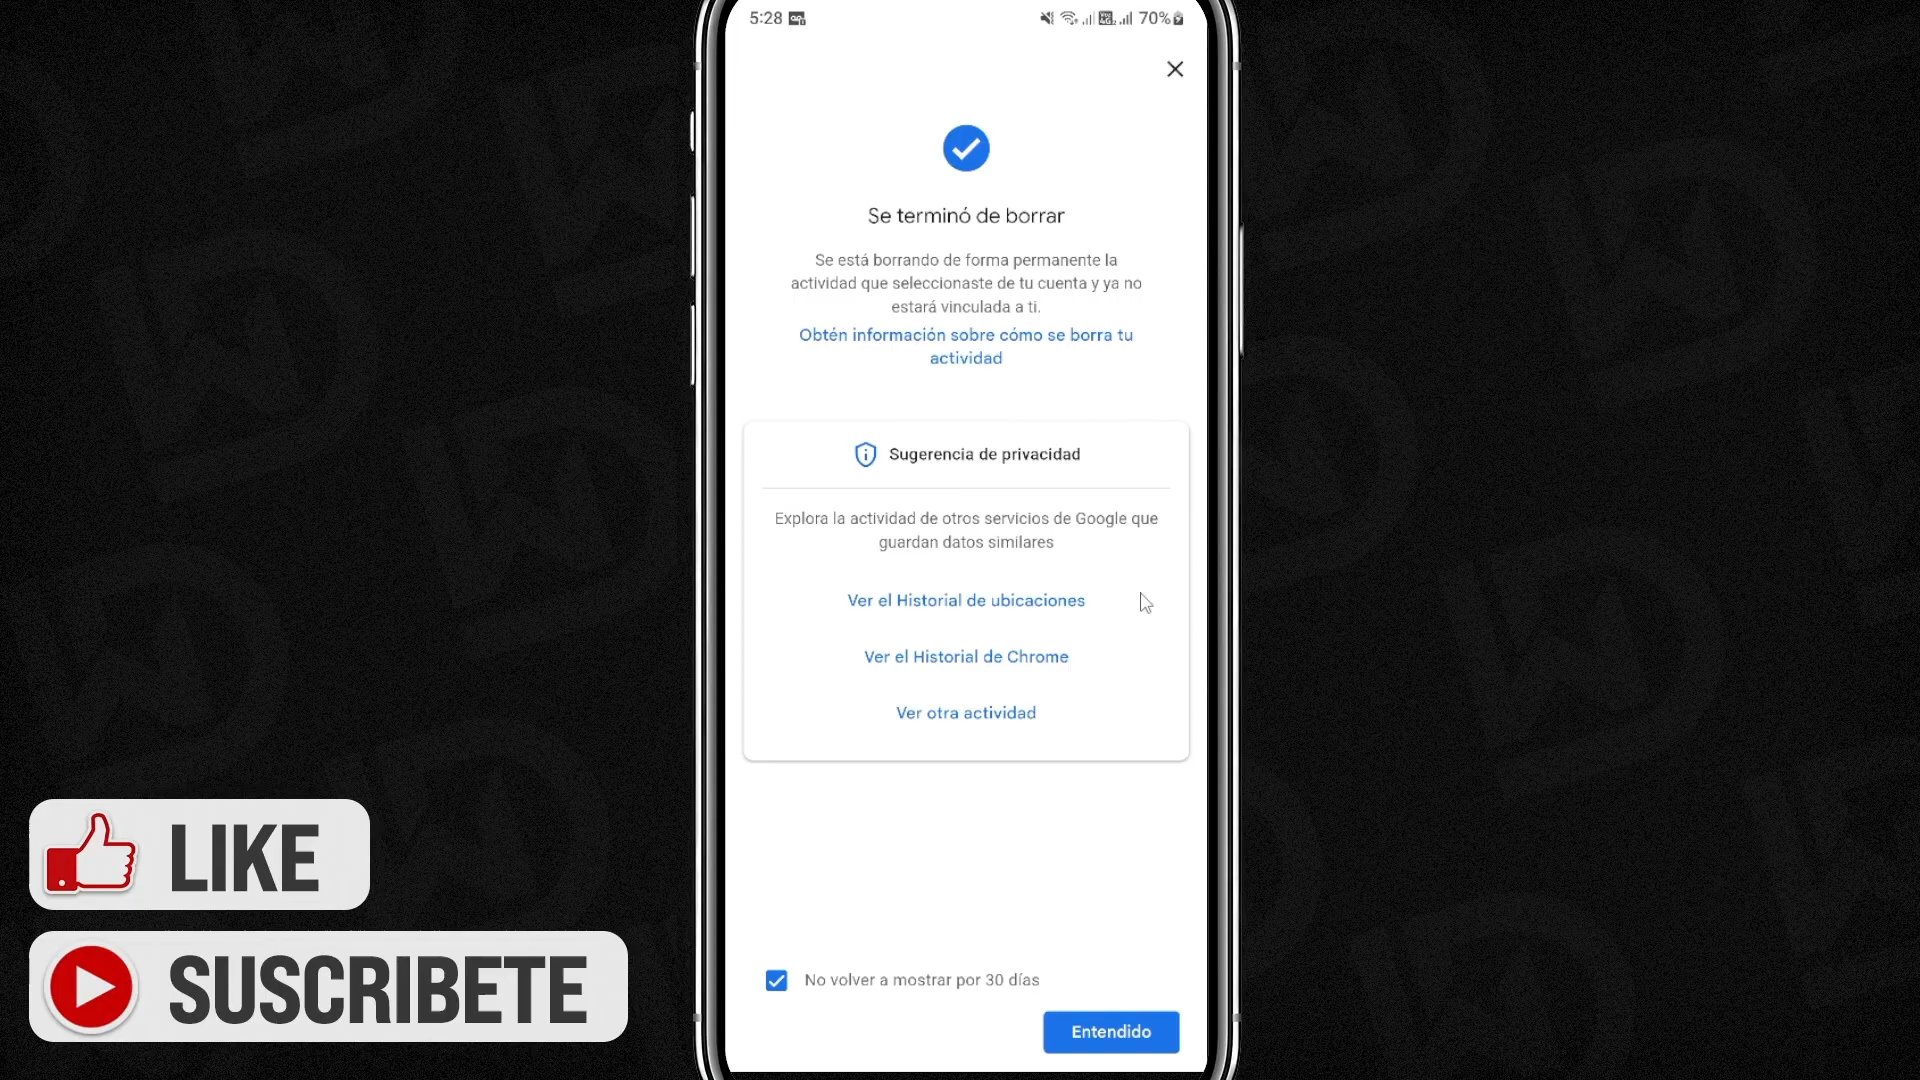 5:28
70%
Se terminó de borrar
Se está borrando de forma permanente la
actividad que seleccionaste de tu cuenta y ya no
estará vinculada a ti.
Obtén información sobre cómo se borra tu
actividad
Sugerencia de privacidad
Explora la actividad de otros servicios de Google que
guardan datos similares
Ver el Historial de ubicaciones
Ver el Historial de Chrome
Ver otra actividad
No volver a mostrar por 30 días
Entendido
LIKE
SUSCRIBETE